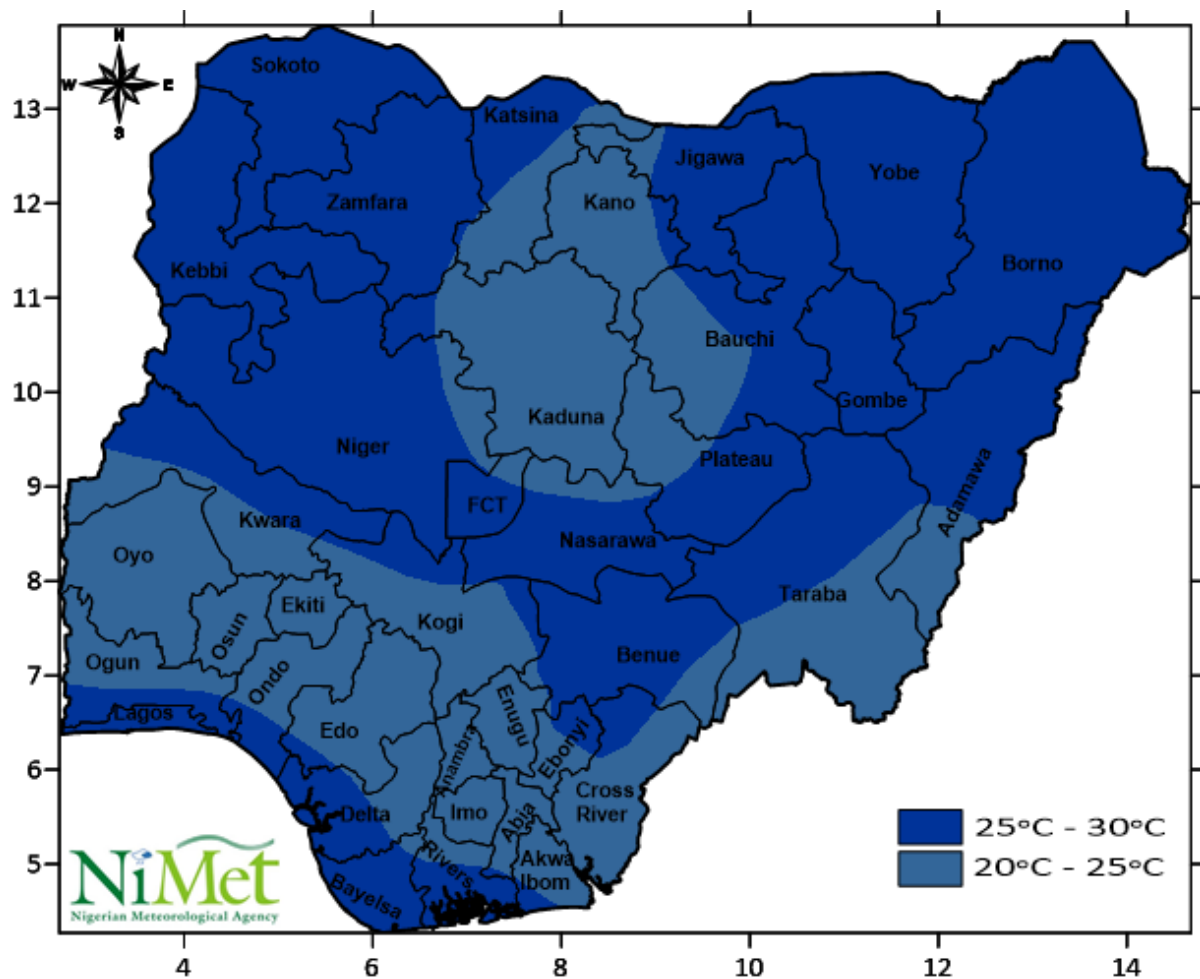 N
W
E
S
Sokoto
Katsina
13
Jigawa
Yobe
Zamfara
Kano
12
Kebbi
Borno
11
Bauchi
10
Gombe
Kaduna
Niger
Plateau
9
Adamawa
FCT
Kwara
Nasarawa
Oyo
8
Taraba
Ekiti
Kogi
Osun
Ogun
Benue
7
Ondo
Lagos
Enugu
Edo
Anambra
Ebonyi
6
Cross
River
Delta
Imo
Abia
25°C - 30°C
20°C - 25°C
5
Rivers
Akwa
Ibom
Bayelsa
NiMet
Nigerian Meteorological Agency
4
6
8
10
12
14